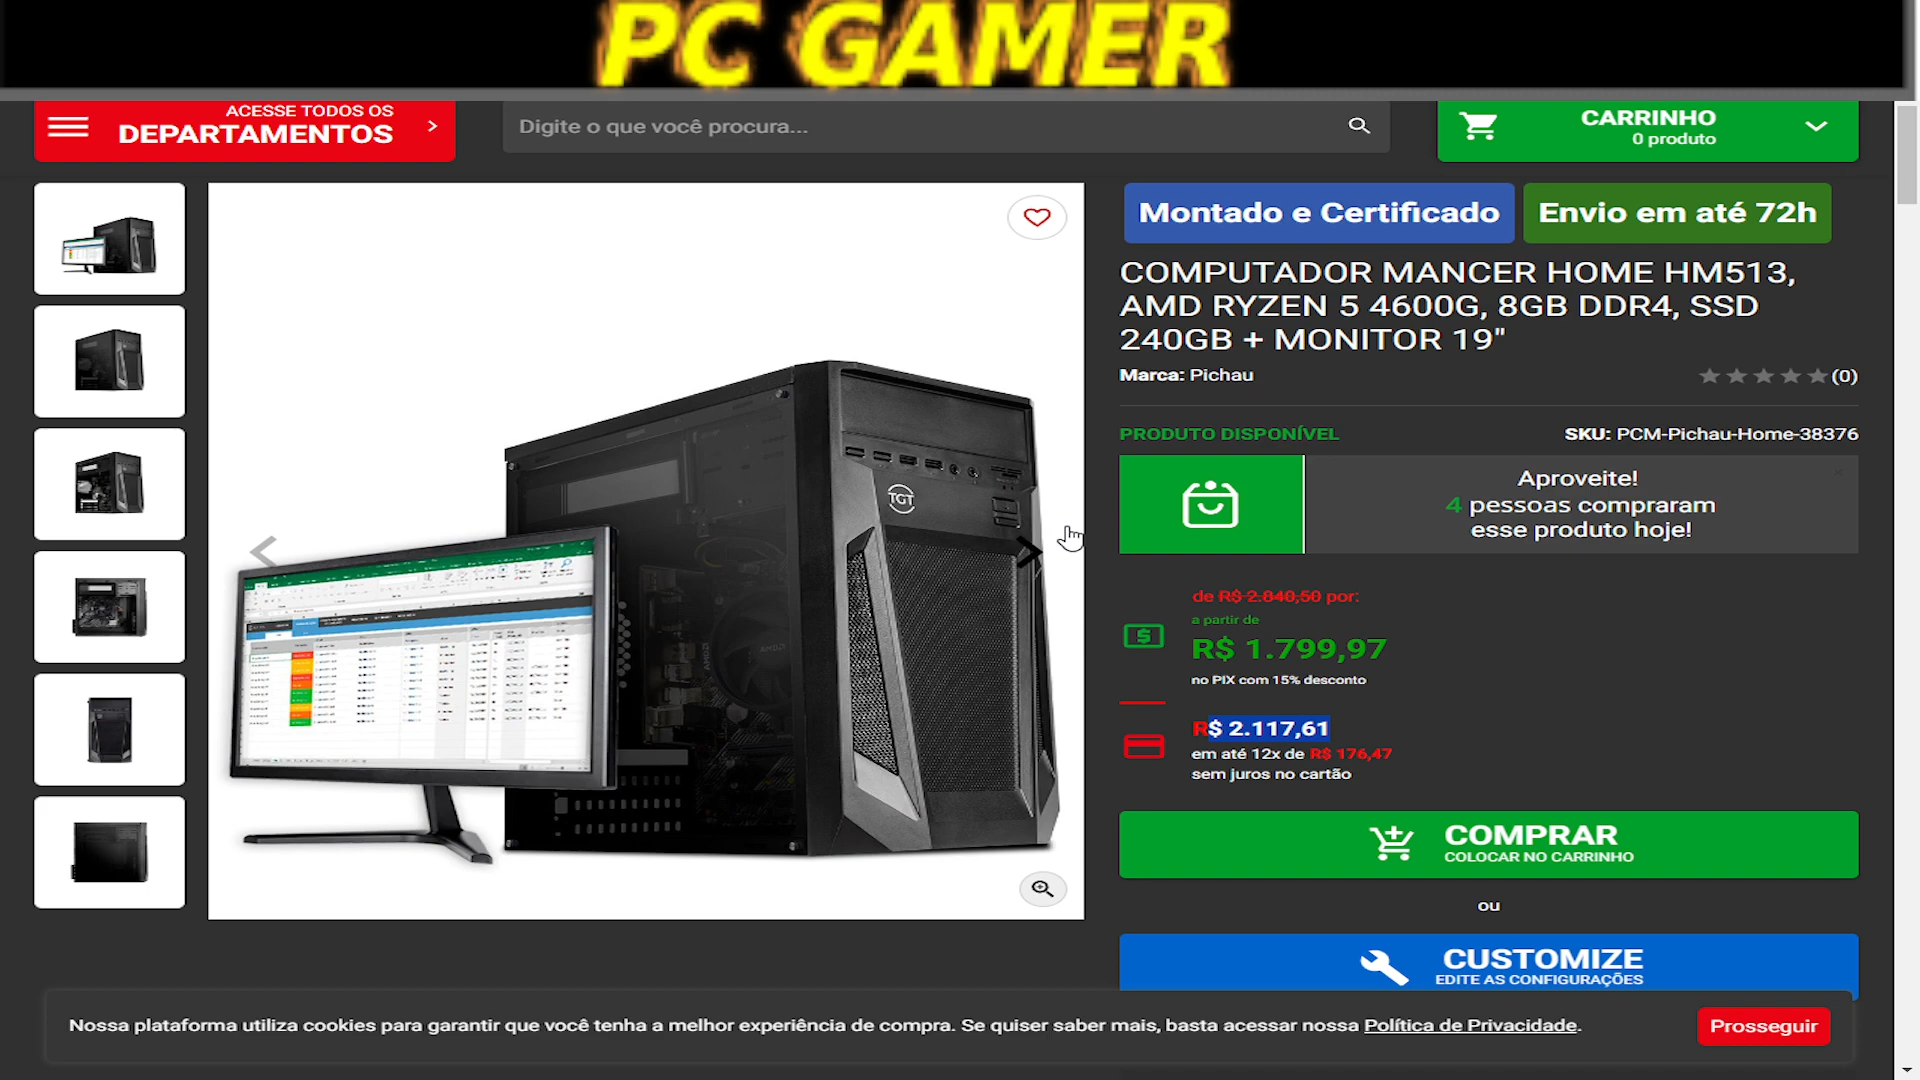 PC GAMER
ACESSE TODOS OS
DEPARTAMENTOS
Digite o que você procura...
CARRINHO
0 produto
Montado e Certificado
Envio em até 72h
COMPUTADOR MANCER HOME HM513,
AMD RYZEN 5 4600G, 8GB DDR4, SSD
240GB + MONITOR 19"
Marca: Pichau
(0)
PRODUTO DISPONÍVEL
SKU: PCM-Pichau-Home-38376
Aproveite!
4 pessoas compraram
esse produto hoje!
TGT
AMD
AMD
de R$ 2.840,50 por:
a partir de
R$ 1.799,97
no PIX com 15% desconto
R$ 2.117,61
em até 12x de R$ 176,47
sem juros no cartão
COMPRAR
COLOCAR NO CARRINHO
ou
CUSTOMIZE
EDITE AS CONFIGURAÇÕES
Nossa plataforma utiliza cookies para garantir que você tenha a melhor experiência de compra. Se quiser saber mais, basta acessar nossa Política de Privacidade.
Prosseguir